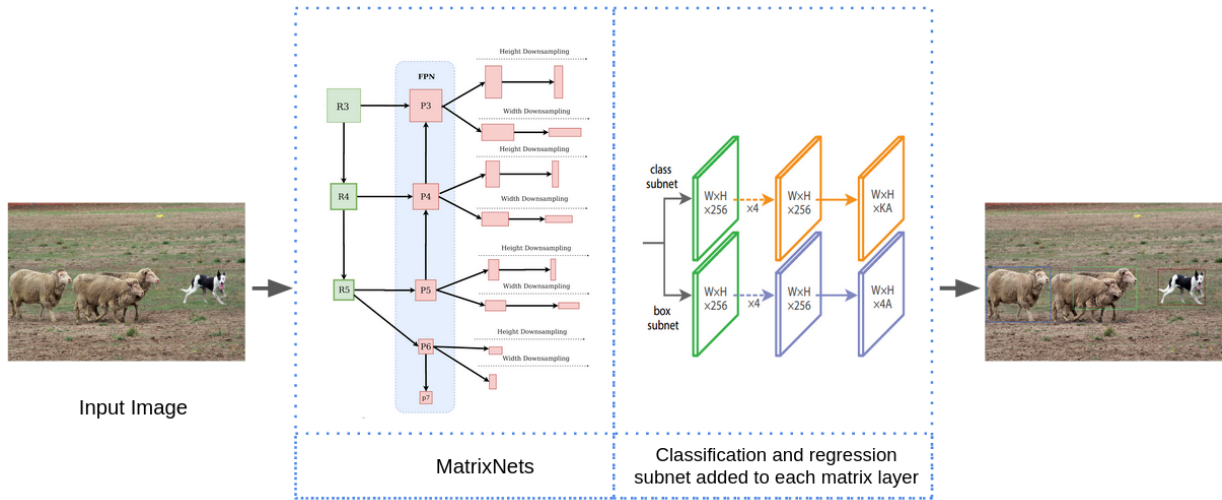 Input Image
FPN
R3
P3
Height Downsampling
Width Downsampling
R4
P4
Height Downsampling
Width Downsampling
R5
P5
Height Downsampling
Width Downsampling
P6
Height Downsampling
Width Downsampling
p7
MatrixNets
class
subnet
W×H
×256
×4
W×H
×256
W×H
×KA
box
subnet
W×H
×256
×4
W×H
×256
W×H
×4A
Classification and regression
subnet added to each matrix layer